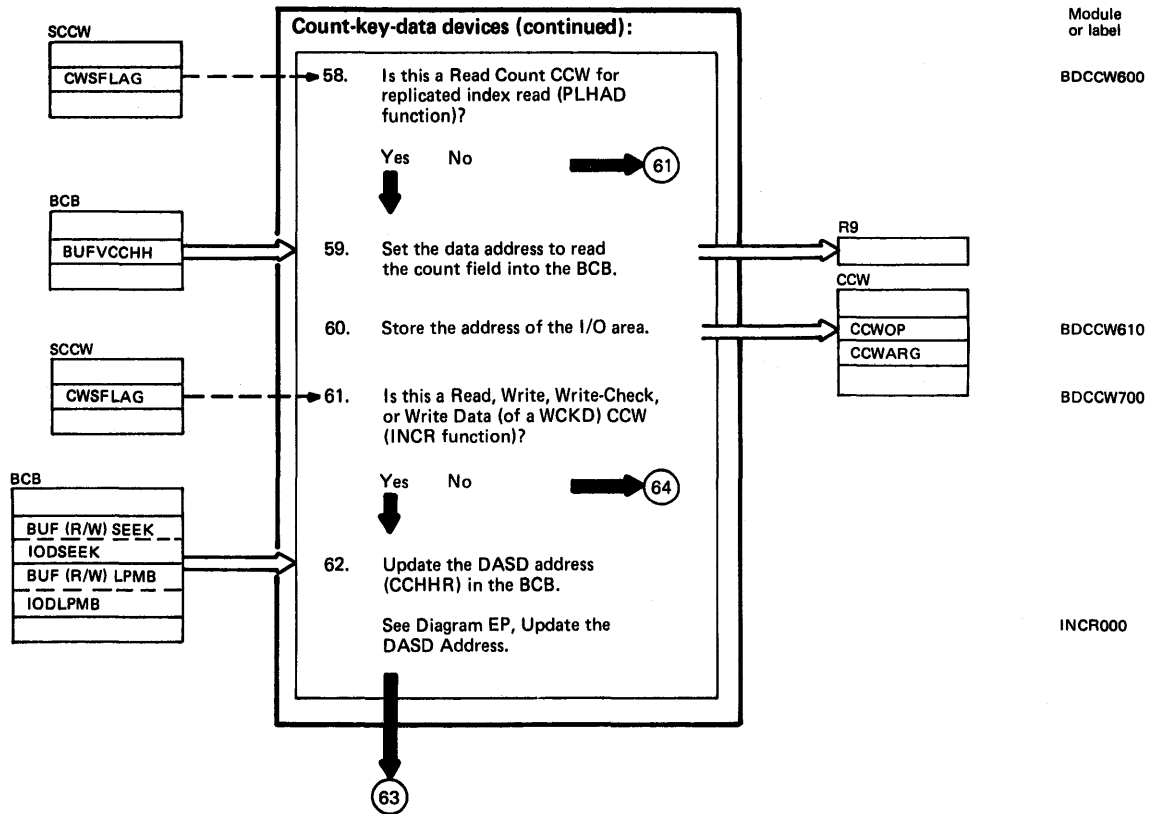 Count-key-data devices (continued):
Module
or label
SCCW
CWSFLAG
58. Is this a Read Count CCW for
replicated index read (PLHAD
function)?
BDCCW600
Yes No 61
BCB
BUFVCCHH
59. Set the data address to read
the count field into the BCB.
R9
CCW
60. Store the address of the I/O area.
CCWOP
CCWARG
BDCCW610
SCCW
CWSFLAG
61. Is this a Read, Write, Write-Check,
or Write Data (of a WCKD) CCW
(INCR function)?
BDCCW700
Yes No 64
BCB
BUF (R/W) SEEK
IODSEEK
BUF (R/W) LPMB
IODLPMB
62. Update the DASD address
(CCHHR) in the BCB.
See Diagram EP, Update the
DASD Address.
INCR000
63